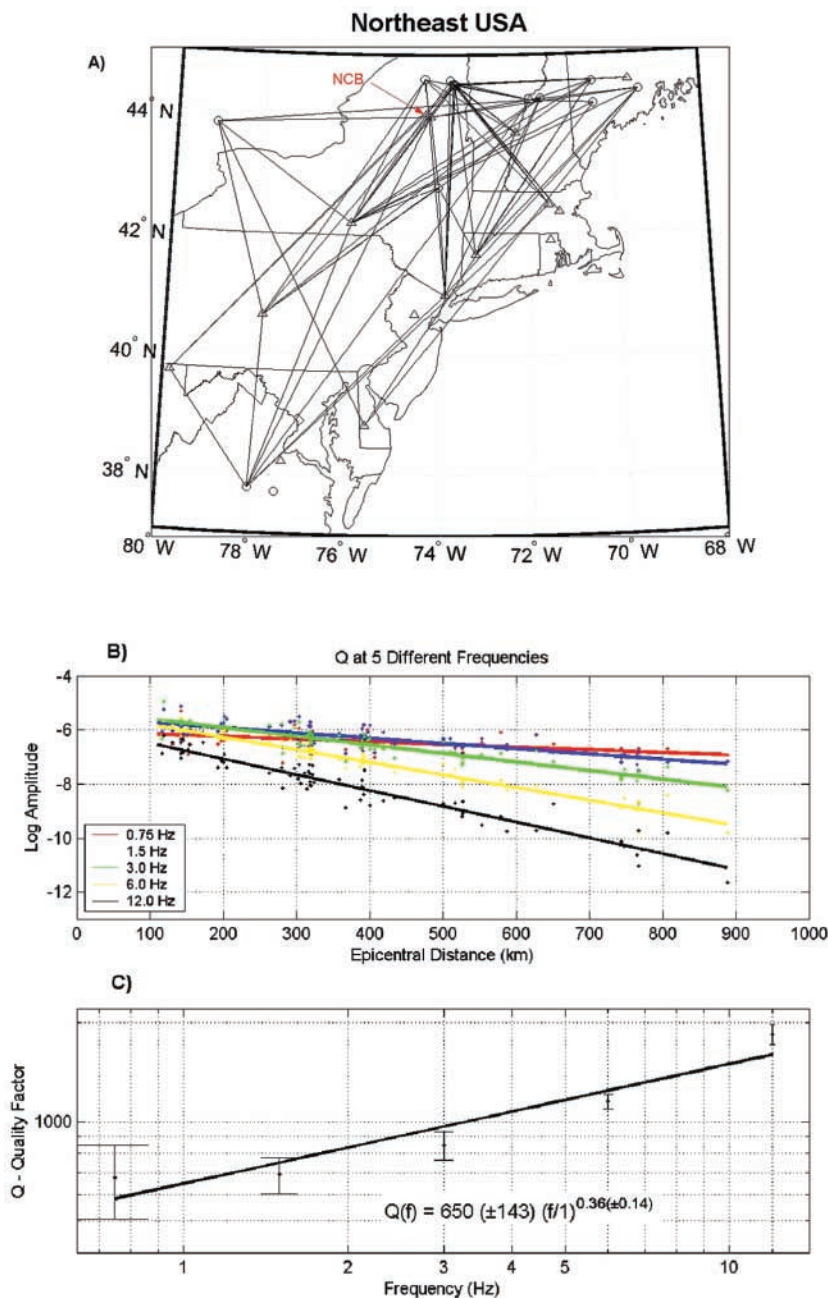 Northeast USA
A)
NCB
44° N
42° N
40° N
38° N
80° W
78° W
76° W
74° W
72° W
70° W
68° W
B)
Q at 5 Different Frequencies
Log Amplitude
-4
-6
-8
-10
-12
0.75 Hz
1.5 Hz
3.0 Hz
6.0 Hz
12.0 Hz
0 100 200 300 400 500 600 700 800 900 1000
Epicentral Distance (km)
C)
Q - Quality Factor
1000
Q(f) = 650 (±143) (f/1)^0.36(±0.14)
1 2 3 4 5 10
Frequency (Hz)